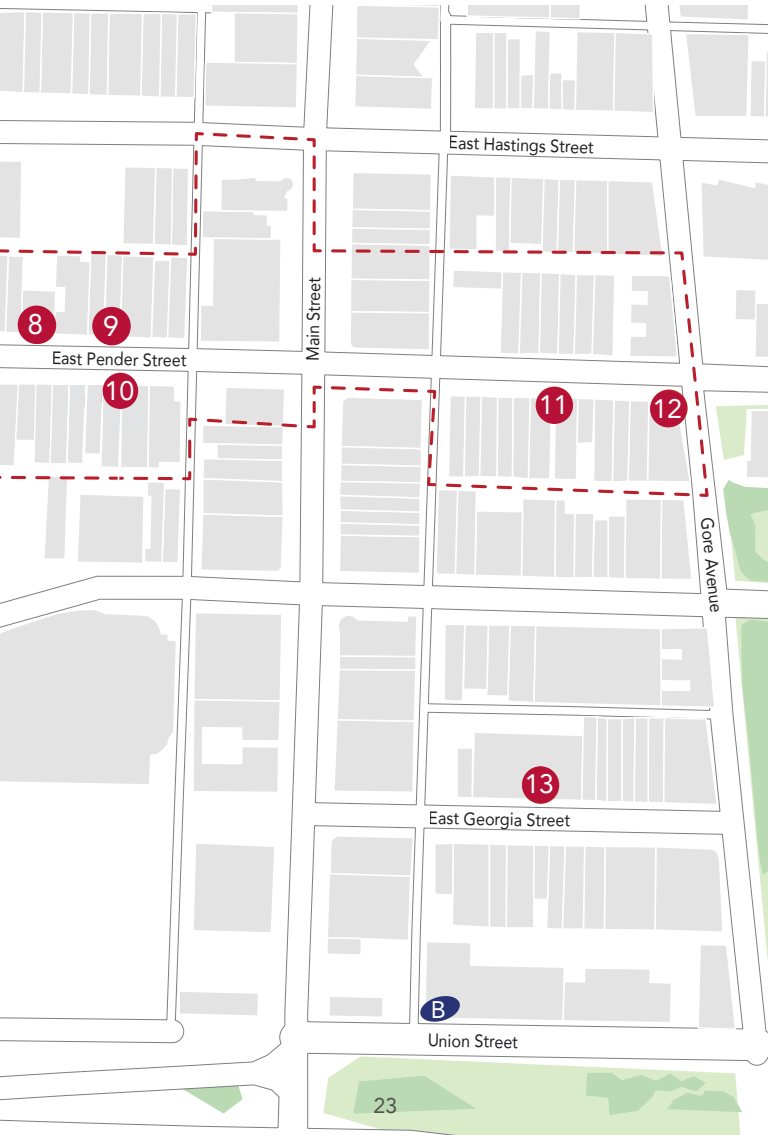 East Hastings Street
Main Street
8
9
East Pender Street
10
11
12
Gore Avenue
13
East Georgia Street
B
Union Street
23